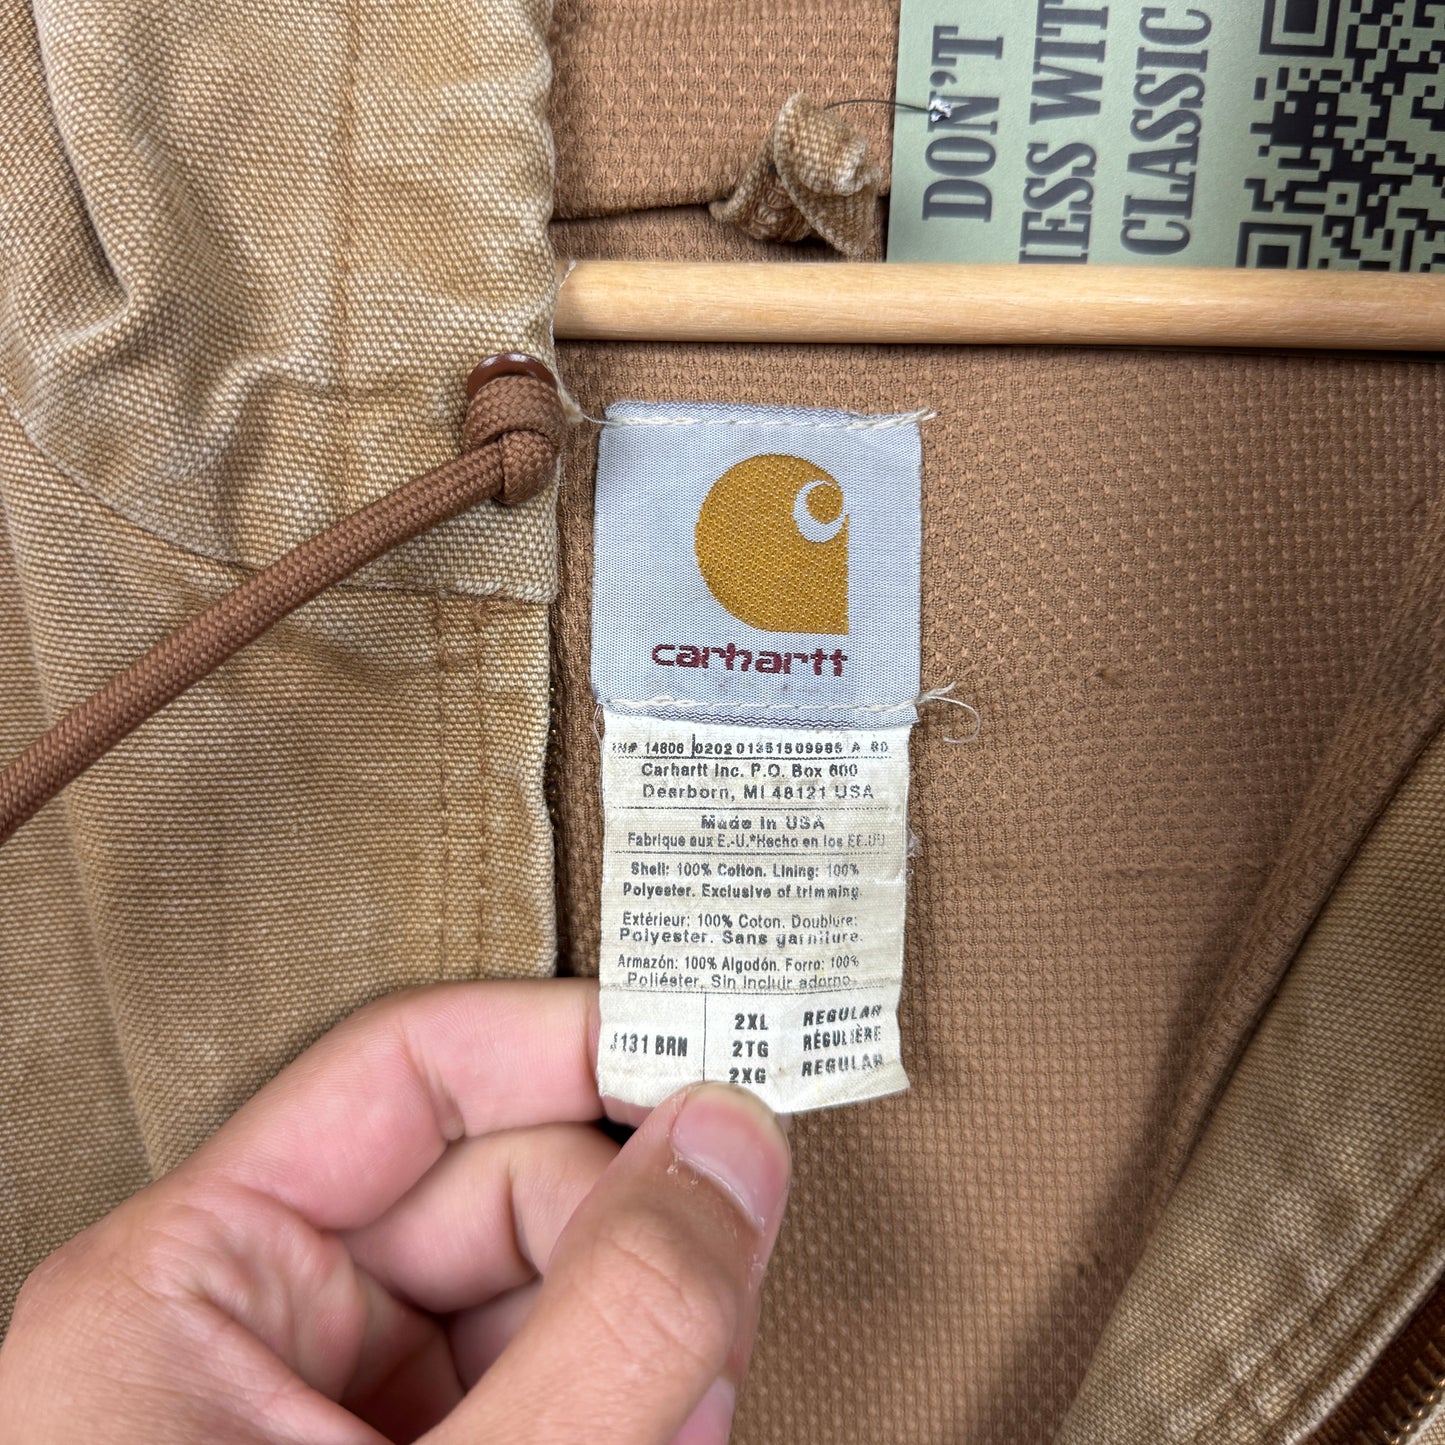 DON'T
MESS WITH
CLASSIC
carhartt
RN# 14806 0202 01351509985 A 80
Carhartt Inc. P.O. Box 600
Dearborn, MI 48121 USA
Made in USA
Fabrique aux E.-U.*Hecho en los EE.UU
Shell: 100% Cotton. Lining: 100%
Polyester. Exclusive of trimming.
Extérieur: 100% Coton. Doublure:
Polyester. Sans garniture.
Armazón: 100% Algodón. Forro: 100%
Poliéster. Sin incluir adorno.
J131 BRN
2XL REGULAR
2TG RÉGULIÈRE
2XG REGULAR